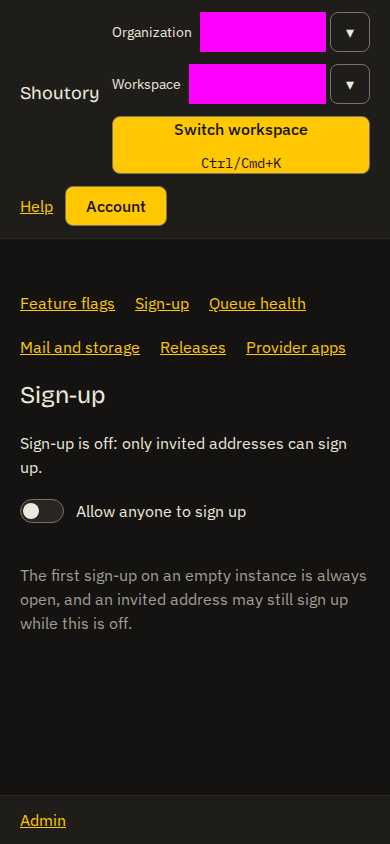 Shoutory
Organization
▼
Workspace
▼
Switch workspace
Ctrl/Cmd+K
Help
Account
Feature flags Sign-up Queue health
Mail and storage Releases Provider apps
Sign-up
Sign-up is off: only invited addresses can sign
up.
Allow anyone to sign up
The first sign-up on an empty instance is always
open, and an invited address may still sign up
while this is off.
Admin